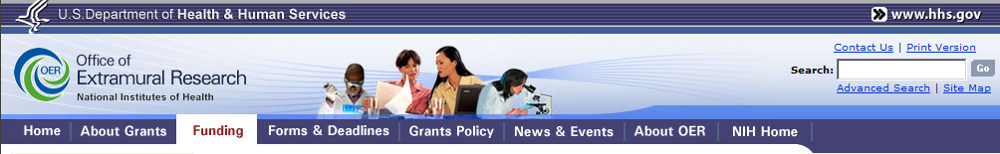 U.S.Department of Health & Human Services
www.hhs.gov
Contact Us | Print Version
OER
Office of
Extramural Research
National Institutes of Health
Search: Go
Advanced Search | Site Map
Home | About Grants | Funding | Forms & Deadlines | Grants Policy | News & Events | About OER | NIH Home